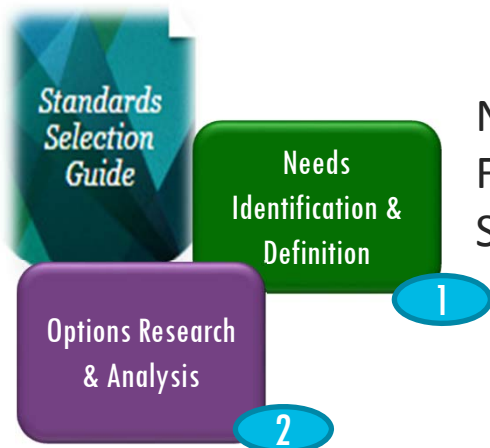 Standards
Selection
Guide
Needs
Identification &
Definition
1
Options Research
& Analysis
2